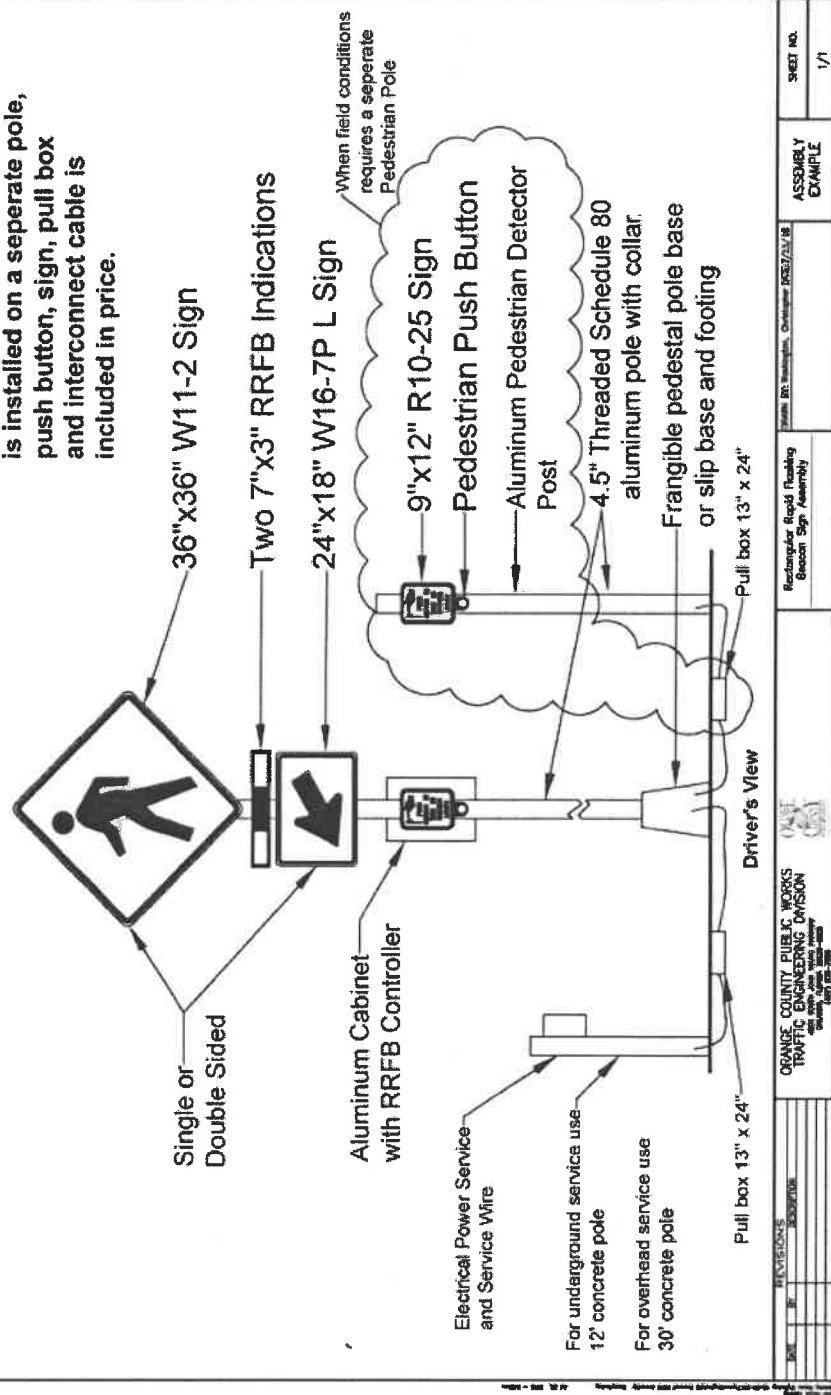 is installed on a seperate pole,
push button, sign, pull box
and interconnect cable is
included in price.
36"x36" W11-2 Sign
Two 7"x3" RRFB Indications
24"x18" W16-7P L Sign
When field conditions
requires a seperate
Pedestrian Pole
9"x12" R10-25 Sign
Pedestrian Push Button
Aluminum Pedestrian Detector
Post
4.5" Threaded Schedule 80
aluminum pole with collar.
Frangible pedestal pole base
or slip base and footing
Pull box 13" x 24"
Single or
Double Sided
Aluminum Cabinet
with RRFB Controller
Electrical Power Service
and Service Wire
For underground service use
12' concrete pole
For overhead service use
30' concrete pole
Pull box 13" x 24"
Driver's View
REVISIONS
DATE BY DESCRIPTION
ORANGE COUNTY PUBLIC WORKS
TRAFFIC ENGINEERING DIVISION
Rectangular Rapid Flashing
Beacon Sign Assembly
ASSEMBLY
EXAMPLE
SHEET NO.
1/1